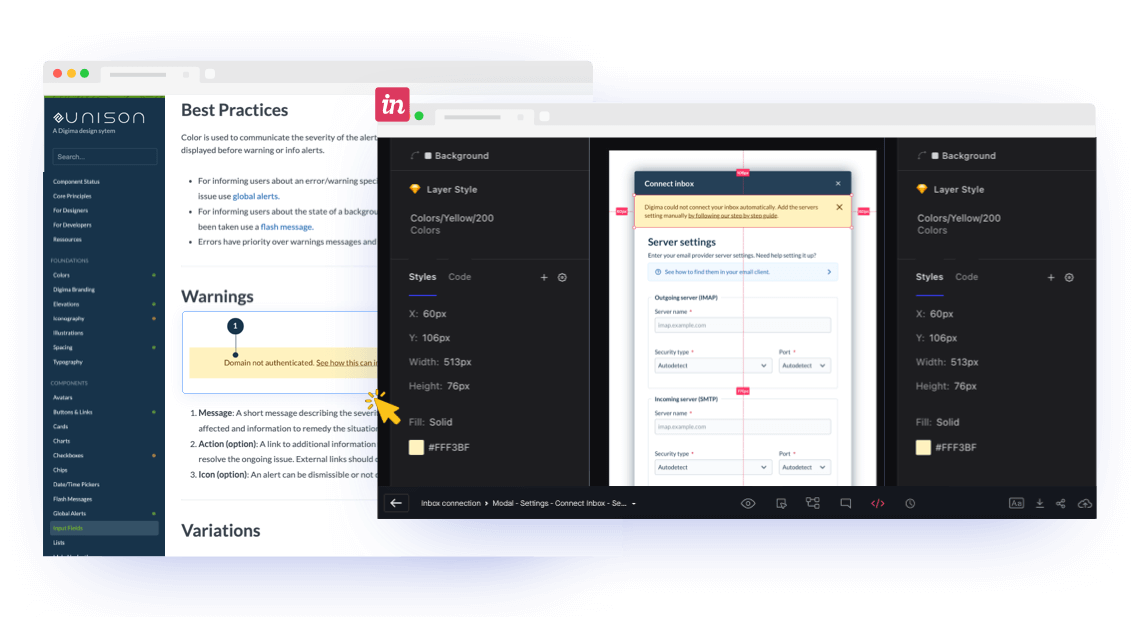 UNISON
A Digima design sytem
Search...
Component Status
Core Principles
For Designers
For Developers
Ressources
FOUNDATIONS
Colors
Digima Branding
Elevations
Iconography
Illustrations
Spacing
Typography
COMPONENTS
Avatars
Buttons & Links
Cards
Charts
Checkboxes
Chips
Date/Time Pickers
Flash Messages
Global Alerts
Input Fields
Lists
Best Practices
Color is used to communicate the severity of the alert
displayed before warning or info alerts.
• For informing users about an error/warning
issue use global alerts.
• For informing users about the state of a
been taken use a flash message.
• Errors have priority over warnings messages and
Warnings
1
Domain not authenticated. See how this can
1. Message: A short message describing the
affected and information to remedy the
2. Action (option): A link to additional information
resolve the ongoing issue. External links should
3. Icon (option): An alert can be dismissible or not
Variations
in
Background
Layer Style
Colors/Yellow/200
Colors
Styles Code
X: 60px
Y: 106px
Width: 513px
Height: 76px
Fill: Solid
#FFF3BF
Connect inbox
Digima could not connect your inbox automatically. Add the servers
setting manually by following our step by step guide.
Server settings
Enter your email provider server settings. Need help setting it up?
See how to find them in your email client.
Outgoing server (IMAP)
Server name *
imap.example.com
Security type * Port *
Autodetect Autodetect
Incoming server (SMTP)
Server name *
imap.example.com
Security type * Port *
Autodetect Autodetect
Background
Layer Style
Colors/Yellow/200
Colors
Styles Code
X: 60px
Y: 106px
Width: 513px
Height: 76px
Fill: Solid
#FFF3BF
Inbox connection › Modal - Settings - Connect Inbox - Se...
</> Aa